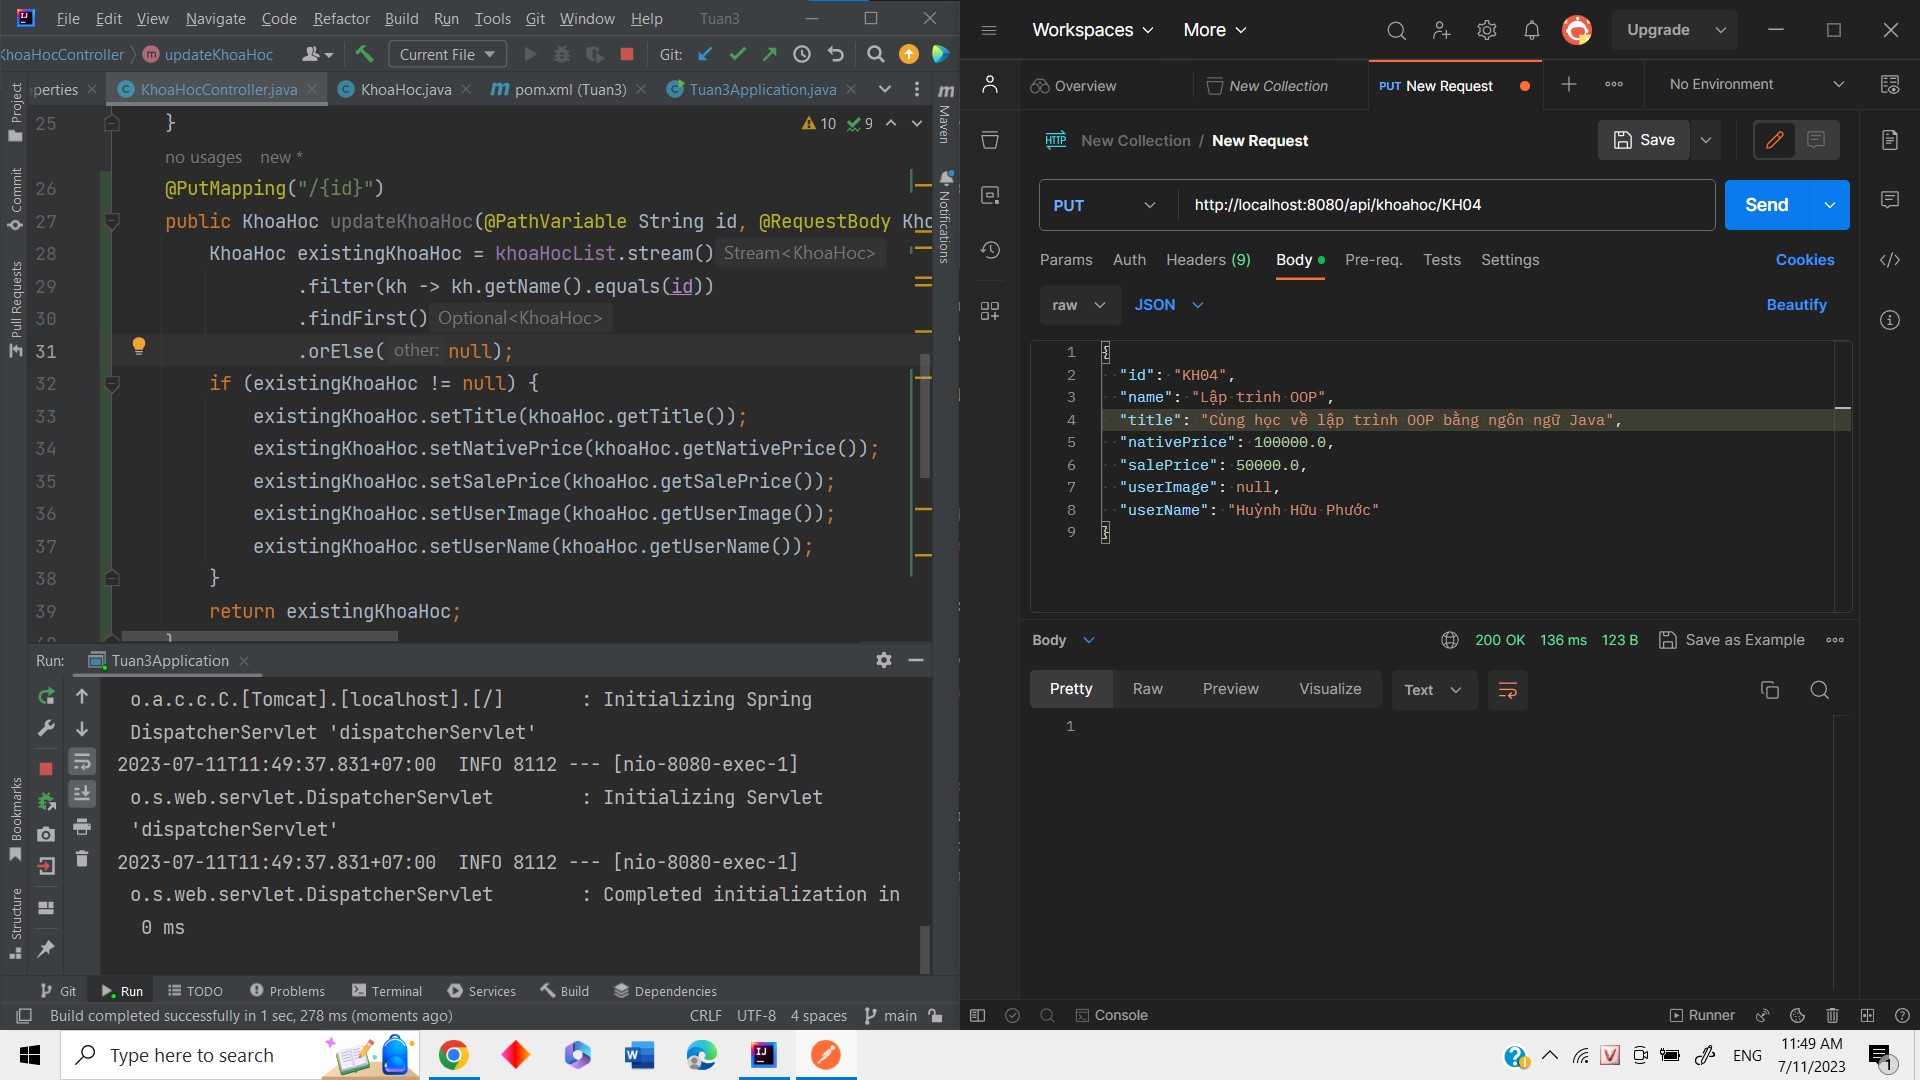 File Edit View Navigate Code Refactor Build Run Tools Git Window Help Tuan3
KhoaHocController updateKhoaHoc Current File Git:
perties KhoaHocController.java KhoaHoc.java pom.xml (Tuan3) Tuan3Application.java
Project
Commit
Pull Requests
Bookmarks
Structure
Maven
Notifications
10 9
25 }
no usages new *
26 @PutMapping("/{id}")
27 public KhoaHoc updateKhoaHoc(@PathVariable String id, @RequestBody Kho
28 KhoaHoc existingKhoaHoc = khoaHocList.stream() Stream<KhoaHoc>
29 .filter(kh -> kh.getName().equals(id))
30 .findFirst() Optional<KhoaHoc>
31 .orElse( other: null);
32 if (existingKhoaHoc != null) {
33 existingKhoaHoc.setTitle(khoaHoc.getTitle());
34 existingKhoaHoc.setNativePrice(khoaHoc.getNativePrice());
35 existingKhoaHoc.setSalePrice(khoaHoc.getSalePrice());
36 existingKhoaHoc.setUserImage(khoaHoc.getUserImage());
37 existingKhoaHoc.setUserName(khoaHoc.getUserName());
38 }
39 return existingKhoaHoc;
}
Run: Tuan3Application
o.a.c.c.C.[Tomcat].[localhost].[/] : Initializing Spring
DispatcherServlet 'dispatcherServlet'
2023-07-11T11:49:37.831+07:00 INFO 8112 --- [nio-8080-exec-1]
o.s.web.servlet.DispatcherServlet : Initializing Servlet
'dispatcherServlet'
2023-07-11T11:49:37.831+07:00 INFO 8112 --- [nio-8080-exec-1]
o.s.web.servlet.DispatcherServlet : Completed initialization in
0 ms
Git Run TODO Problems Terminal Services Build Dependencies
Build completed successfully in 1 sec, 278 ms (moments ago) CRLF UTF-8 4 spaces main
Workspaces More Upgrade
Overview New Collection PUT New Request No Environment
HTTP New Collection / New Request Save
PUT http://localhost:8080/api/khoahoc/KH04 Send
Params Auth Headers (9) Body Pre-req. Tests Settings Cookies
raw JSON Beautify
1 {
2 "id": "KH04",
3 "name": "Lập trình OOP",
4 "title": "Cùng học về lập trình OOP bằng ngôn ngữ Java",
5 "nativePrice": 100000.0,
6 "salePrice": 50000.0,
7 "userImage": null,
8 "userName": "Huỳnh Hữu Phước"
9 }
Body 200 OK 136 ms 123 B Save as Example
Pretty Raw Preview Visualize Text
1
Console Runner
Type here to search ENG 11:49 AM
7/11/2023
1